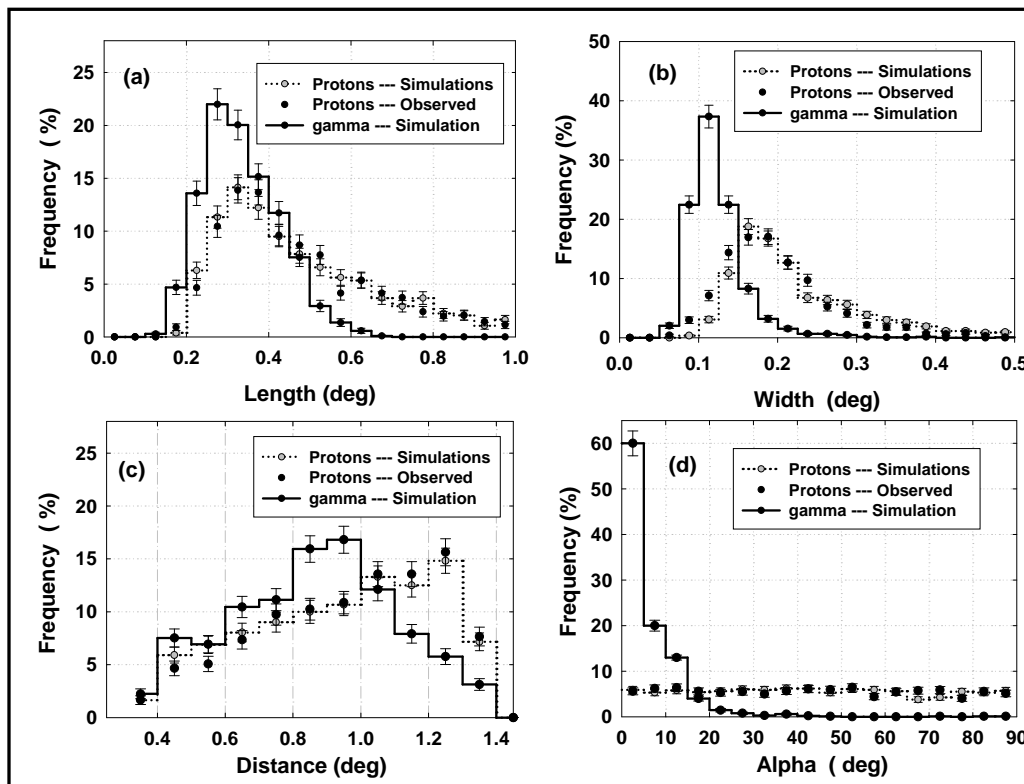 (a)
Protons --- Simulations
Protons --- Observed
gamma --- Simulation
Frequency ( %)
25
20
15
10
5
0
0.0 0.2 0.4 0.6 0.8 1.0
Length (deg)
(b)
Protons --- Simulations
Protons --- Observed
gamma --- Simulation
Frequency (%)
50
40
30
20
10
0
0.0 0.1 0.2 0.3 0.4 0.5
Width (deg)
(c)
Protons --- Simulations
Protons --- Observed
gamma --- Simulation
Frequency ( %)
25
20
15
10
5
0
0.4 0.6 0.8 1.0 1.2 1.4
Distance (deg)
(d)
Protons --- Simulations
Protons --- Observed
gamma --- Simulation
Frequency (%)
60
50
40
30
20
10
0
0 10 20 30 40 50 60 70 80 90
Alpha ( deg)